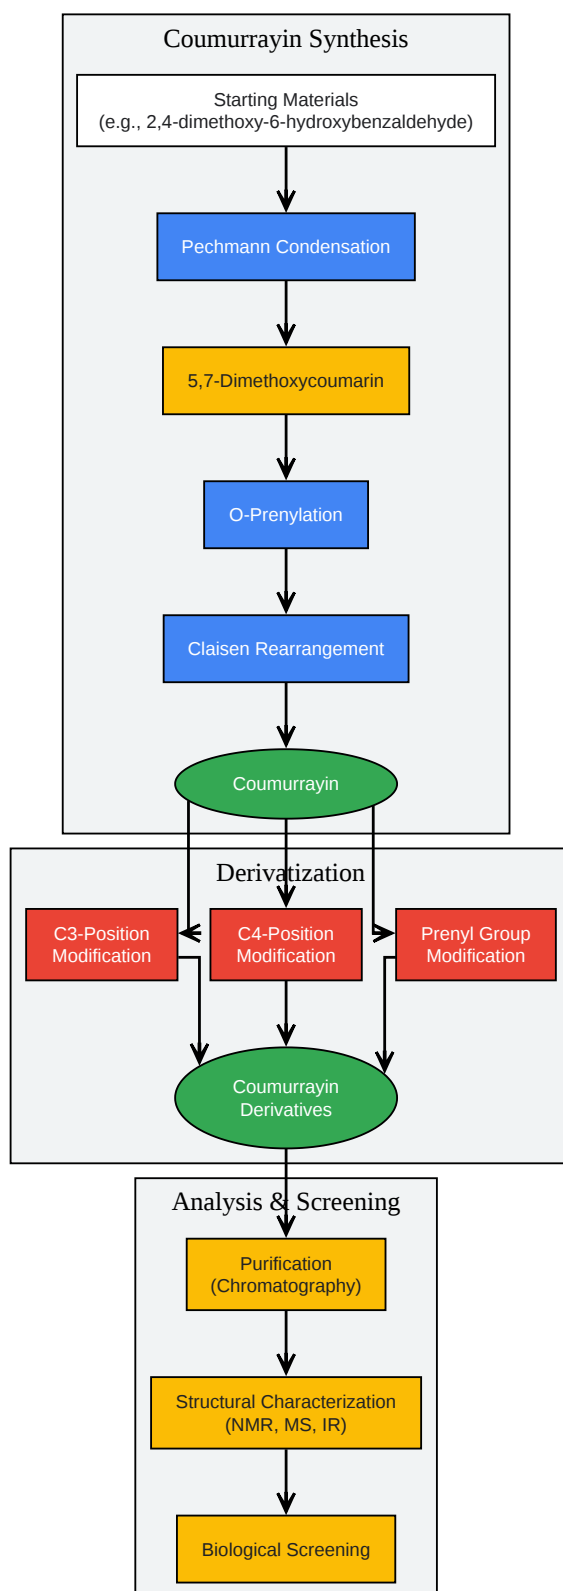 Coumurrayin Synthesis
Starting Materials
(e.g., 2,4-dimethoxy-6-hydroxybenzaldehyde)
Pechmann Condensation
5,7-Dimethoxycoumarin
O-Prenylation
Claisen Rearrangement
Coumurrayin
Derivatization
C3-Position
Modification
C4-Position
Modification
Prenyl Group
Modification
Coumurrayin
Derivatives
Analysis & Screening
Purification
(Chromatography)
Structural Characterization
(NMR, MS, IR)
Biological Screening